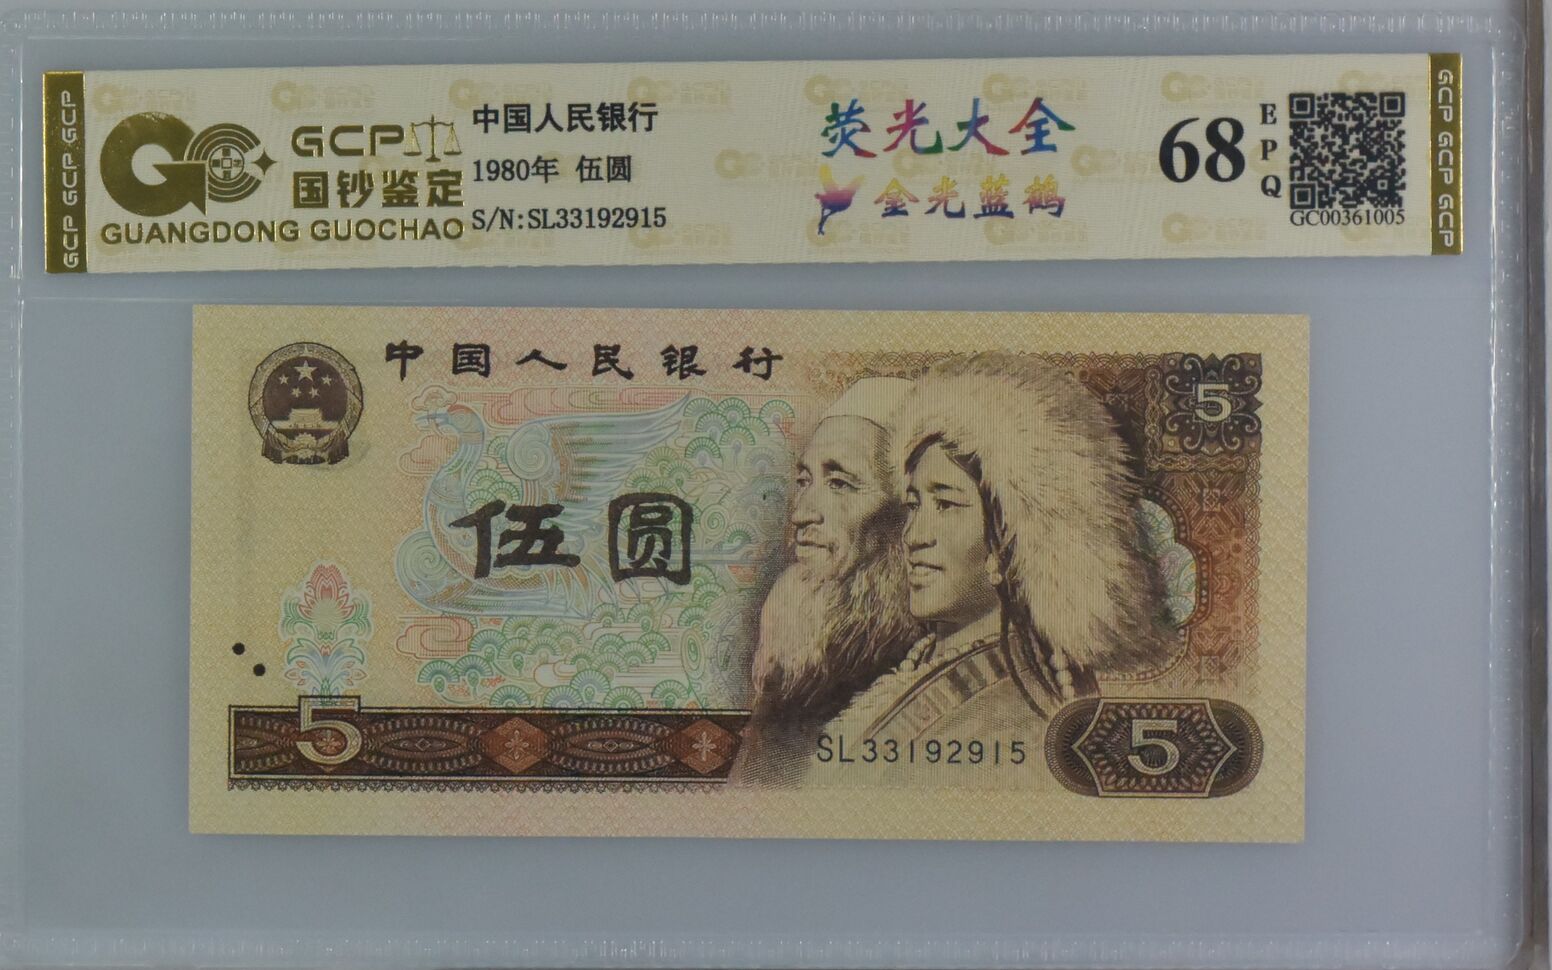 GCP GCP GCP
GCP
国钞鉴定
GUANGDONG GUOCHAO
中国人民银行
1980年 伍圆
S/N:SL33192915
荧光大全
金光蓝鹤
68
EPQ
GC00361005
GCP GCP GCP
中国人民银行
5
伍圆
5
SL33192915
5